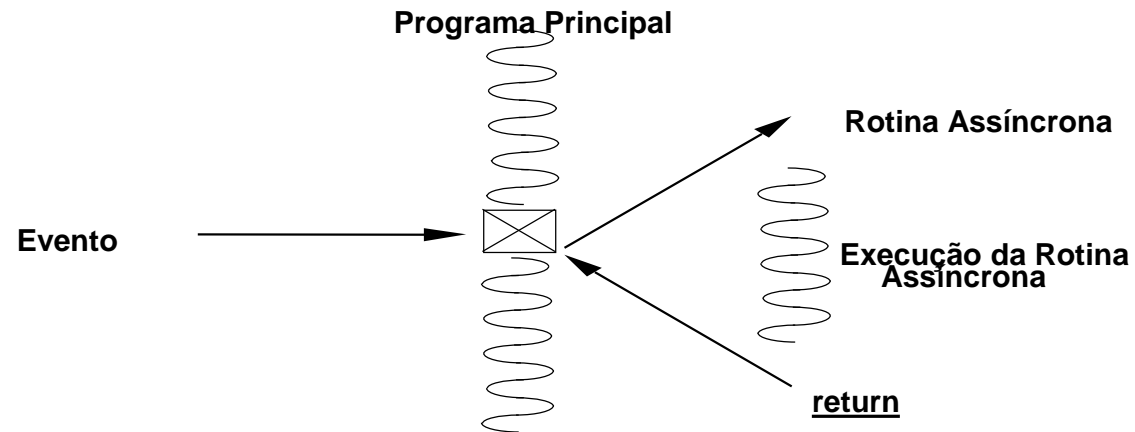 Programa Principal
Rotina Assíncrona
Evento
Execução da Rotina
Assíncrona
return